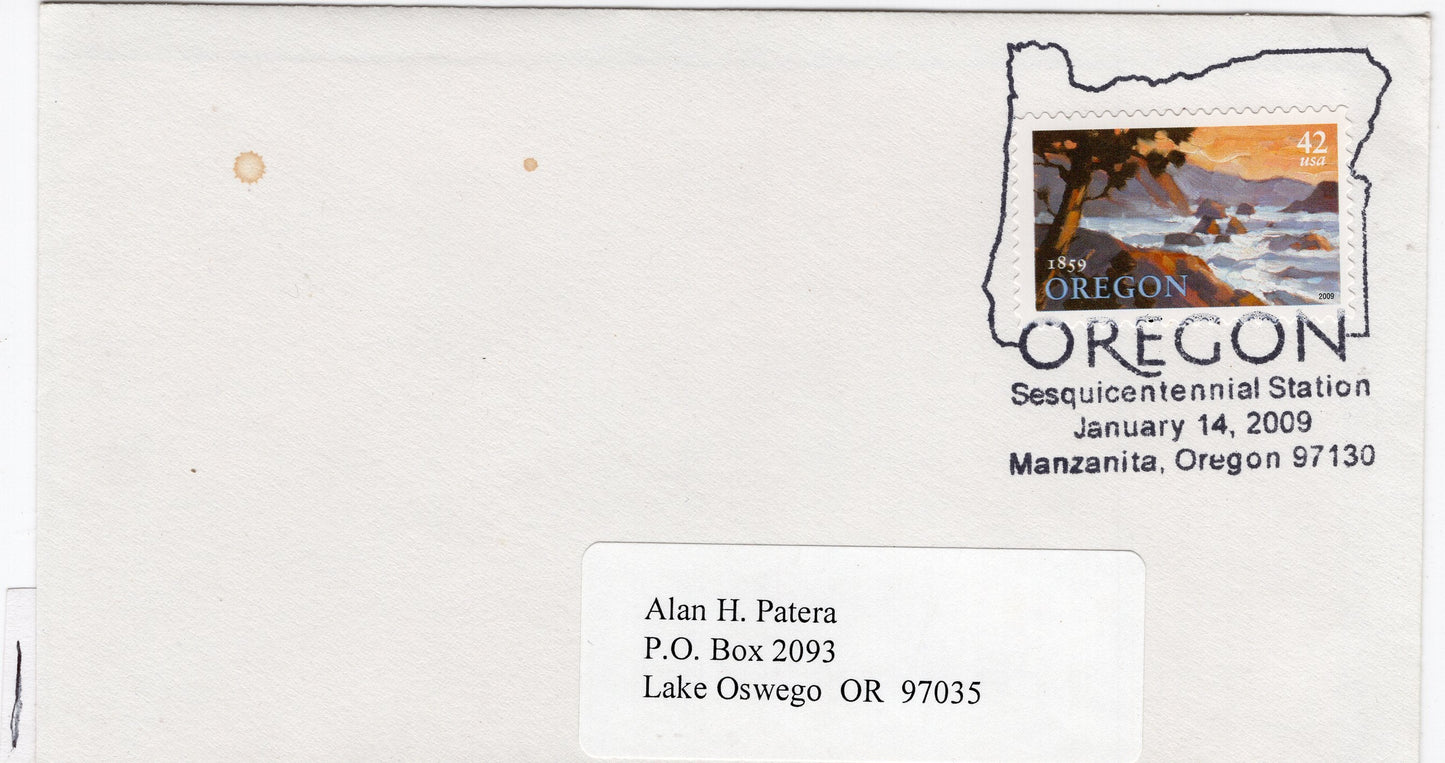 42
usa
1859
OREGON
2009
OREGON
Sesquicentennial Station
January 14, 2009
Manzanita, Oregon 97130
Alan H. Patera
P.O. Box 2093
Lake Oswego OR 97035